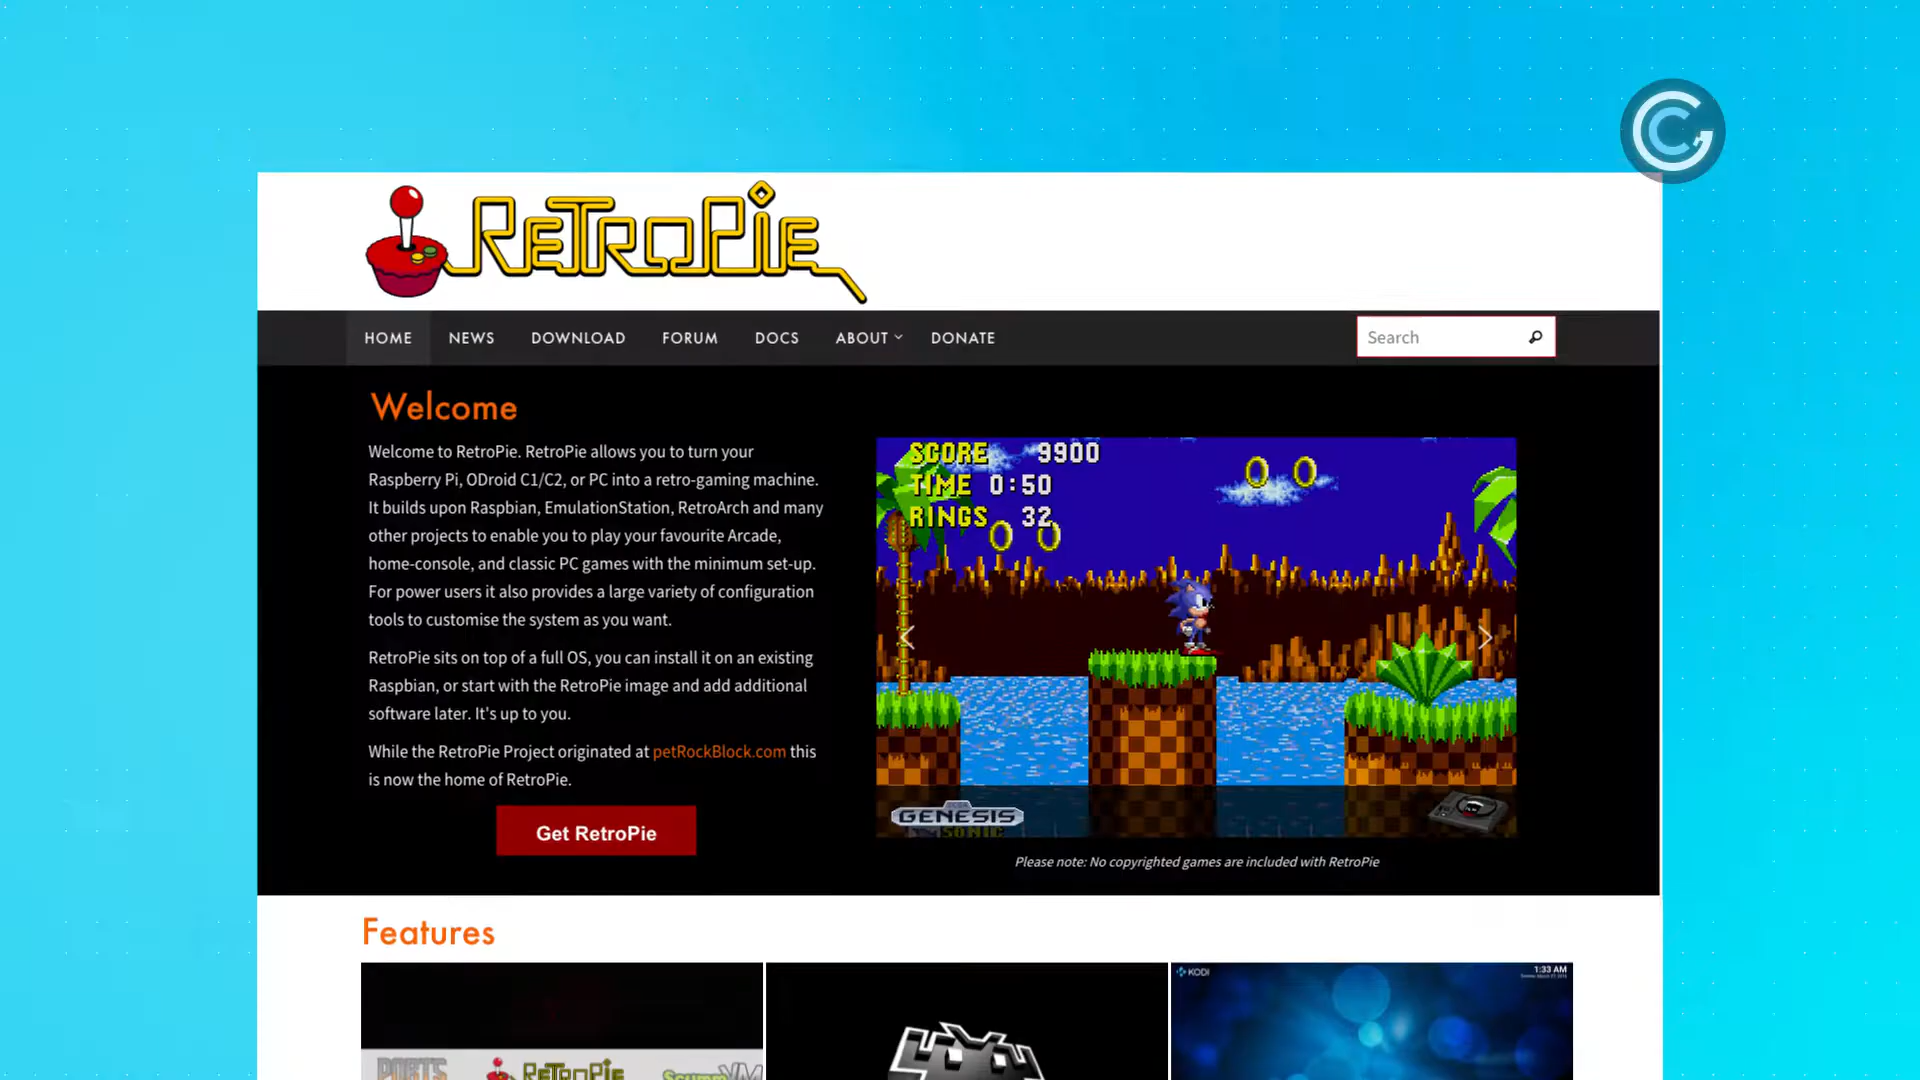 RETROPIE
HOME NEWS DOWNLOAD FORUM DOCS ABOUT DONATE
Search
Welcome
Welcome to RetroPie. RetroPie allows you to turn your
Raspberry Pi, ODroid C1/C2, or PC into a retro-gaming machine.
It builds upon Raspbian, EmulationStation, RetroArch and many
other projects to enable you to play your favourite Arcade,
home-console, and classic PC games with the minimum set-up.
For power users it also provides a large variety of configuration
tools to customise the system as you want.
RetroPie sits on top of a full OS, you can install it on an existing
Raspbian, or start with the RetroPie image and add additional
software later. It's up to you.
While the RetroPie Project originated at petRockBlock.com this
is now the home of RetroPie.
Get RetroPie
SCORE 9900
TIME 0:50
RINGS 32
GENESIS
SONIC
Please note: No copyrighted games are included with RetroPie
Features
PORTS
RETROPIE
ScummVM
KODI
1:33 AM